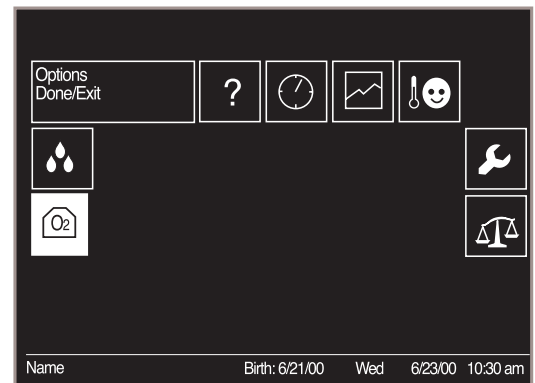 Options
Done/Exit
?
O2
Name Birth: 6/21/00 Wed 6/23/00 10:30 am